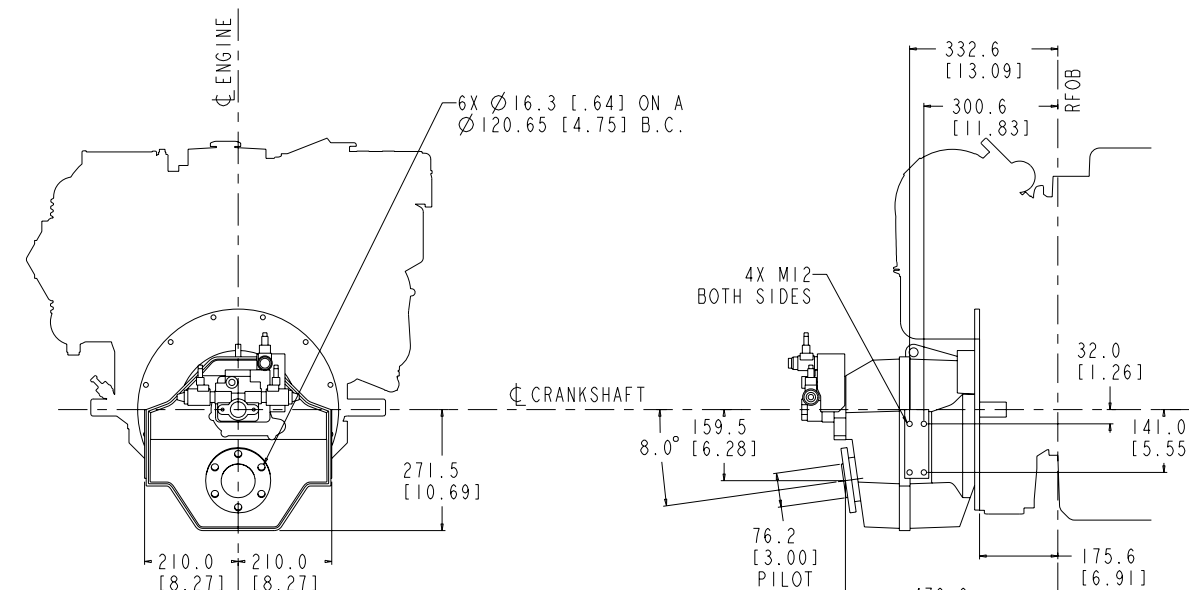 ℄ ENGINE
6X Ø16.3 [.64] ON A
Ø120.65 [4.75] B.C.
332.6
[13.09]
RFOB
300.6
[11.83]
4X M12
BOTH SIDES
32.0
[1.26]
℄ CRANKSHAFT
159.5
[6.28]
8.0°
141.0
[5.55
271.5
[10.69]
76.2
[3.00]
PILOT
210.0
[8.27]
210.0
[8.27]
175.6
[6.91]